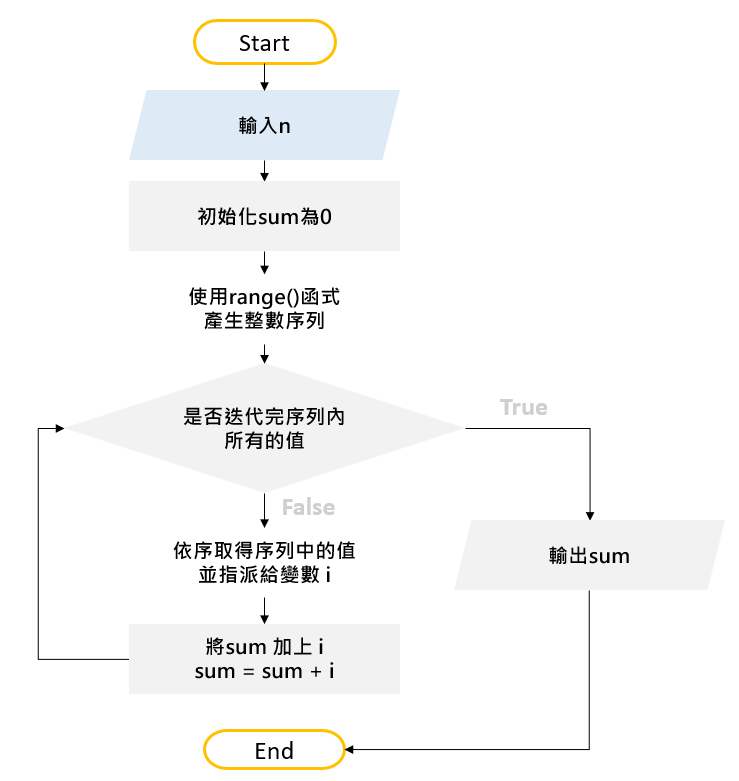 Start
輸入n
初始化sum為0
使用range()函式
產生整數序列
是否迭代完序列內
所有的值
True
False
依序取得序列中的值
並指派給變數 i
輸出sum
將sum 加上 i
sum = sum + i
End